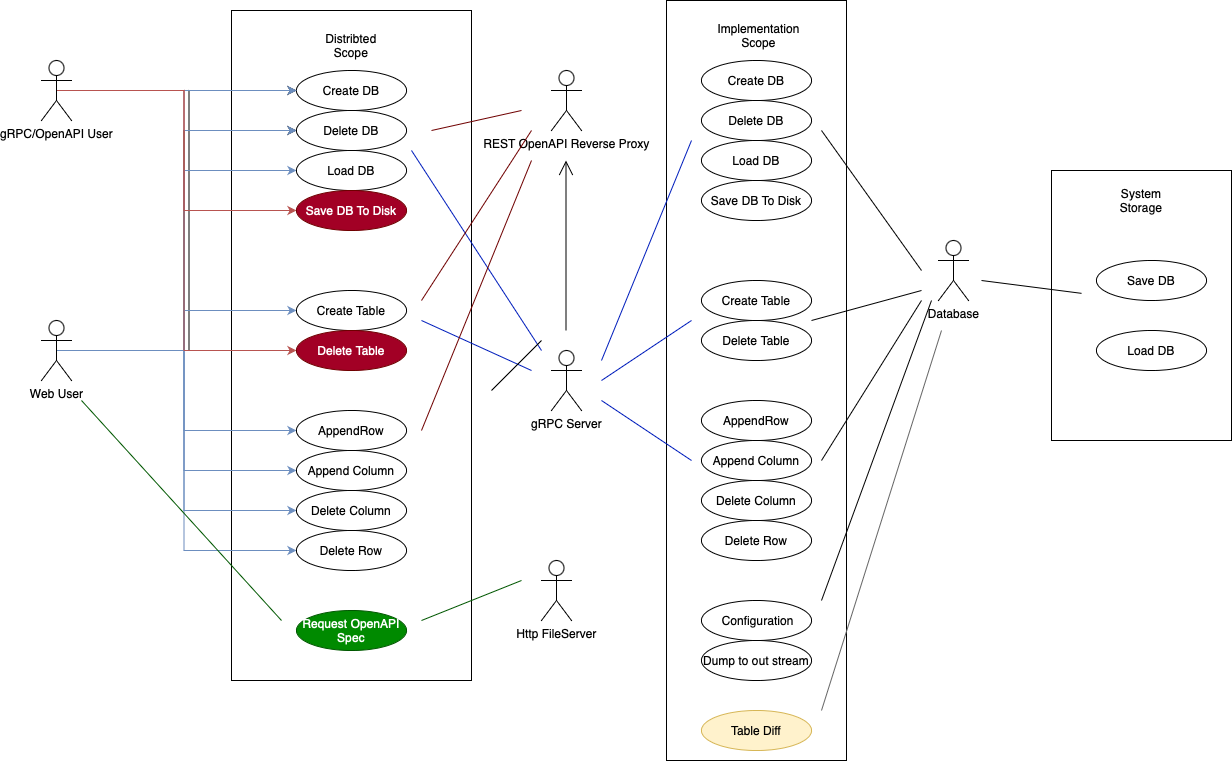 Distribted
Scope
Create DB
Delete DB
Load DB
Save DB To Disk
Create Table
Delete Table
AppendRow
Append Column
Delete Column
Delete Row
Request OpenAPI
Spec
gRPC/OpenAPI User
Web User
REST OpenAPI Reverse Proxy
gRPC Server
Http FileServer
Implementation
Scope
Create DB
Delete DB
Load DB
Save DB To Disk
Create Table
Delete Table
AppendRow
Append Column
Delete Column
Delete Row
Configuration
Dump to out stream
Table Diff
Database
System
Storage
Save DB
Load DB